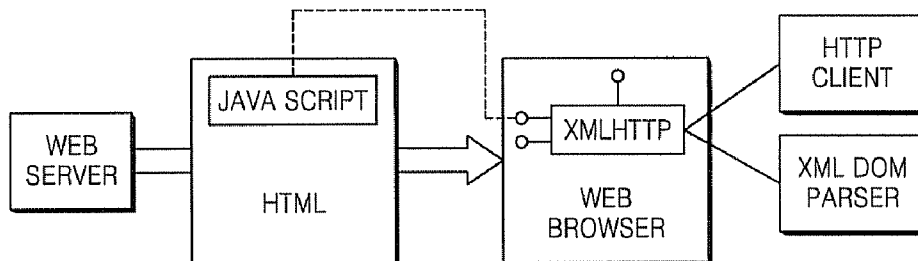 WEB
SERVER
JAVA SCRIPT
HTML
XMLHTTP
WEB
BROWSER
HTTP
CLIENT
XML DOM
PARSER